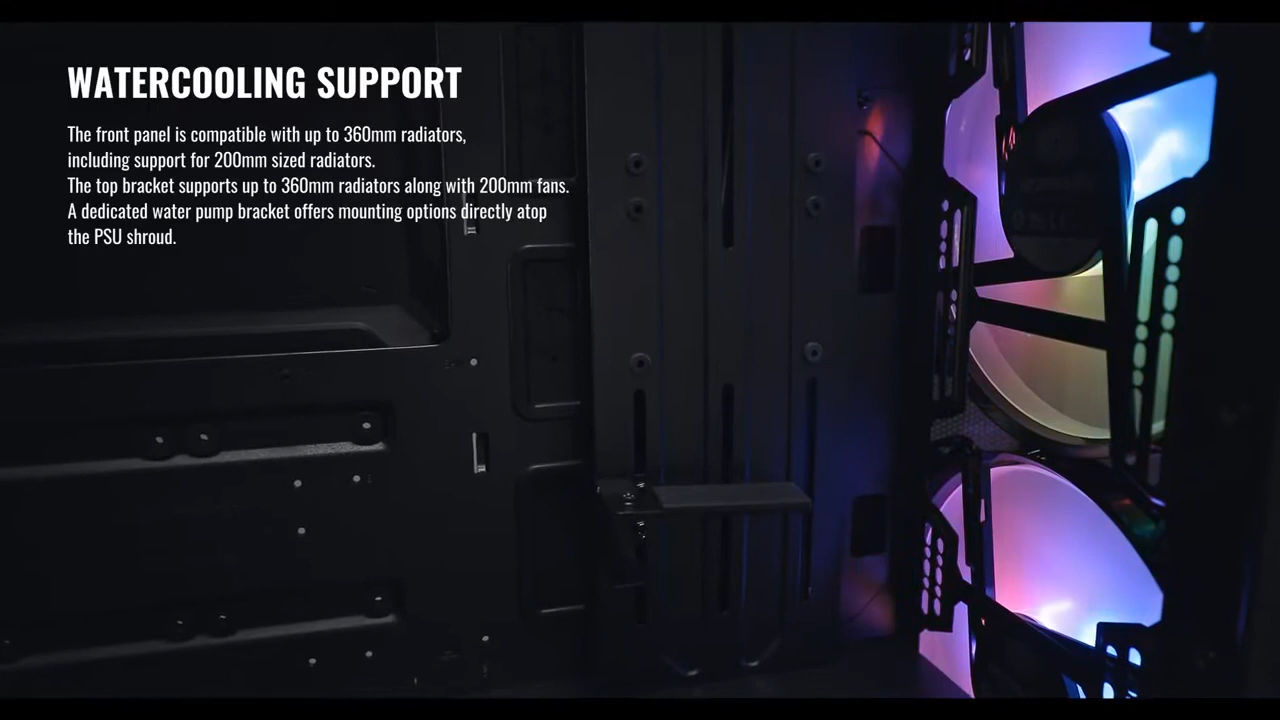 WATERCOOLING SUPPORT
The front panel is compatible with up to 360mm radiators,
including support for 200mm sized radiators.
The top bracket supports up to 360mm radiators along with 200mm fans.
A dedicated water pump bracket offers mounting options directly atop
the PSU shroud.